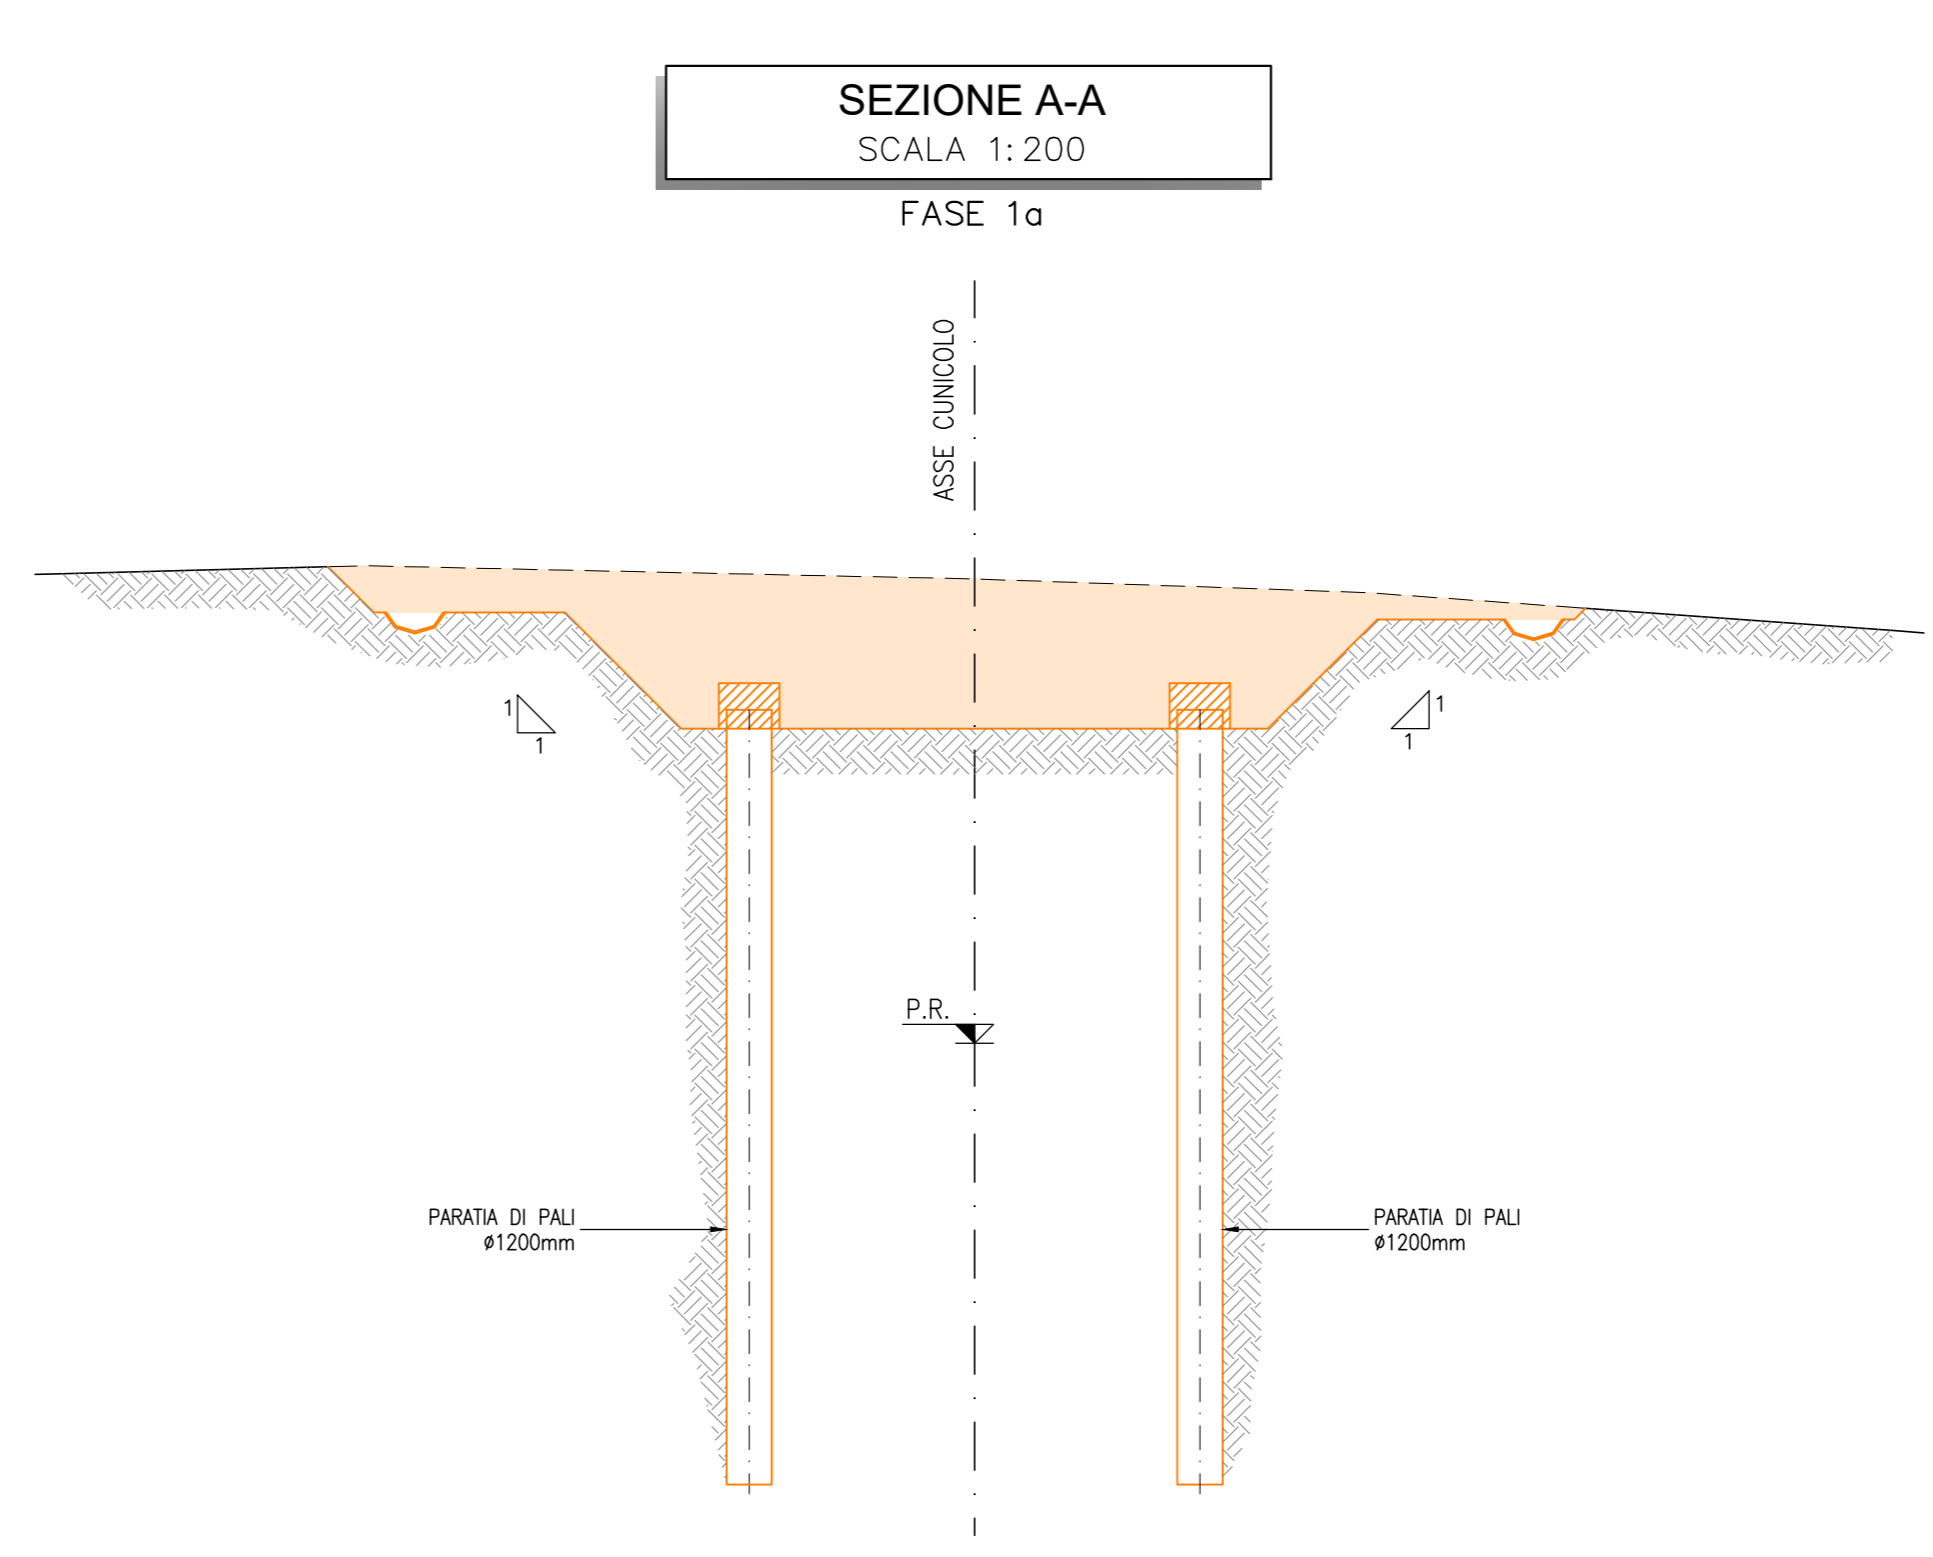 SEZIONE A-A
SCALA 1:200
FASE 1a
ASSE CUNICOLO
1
1
1
1
P.R.
PARATIA DI PALI
ø1200mm
PARATIA DI PALI
ø1200mm